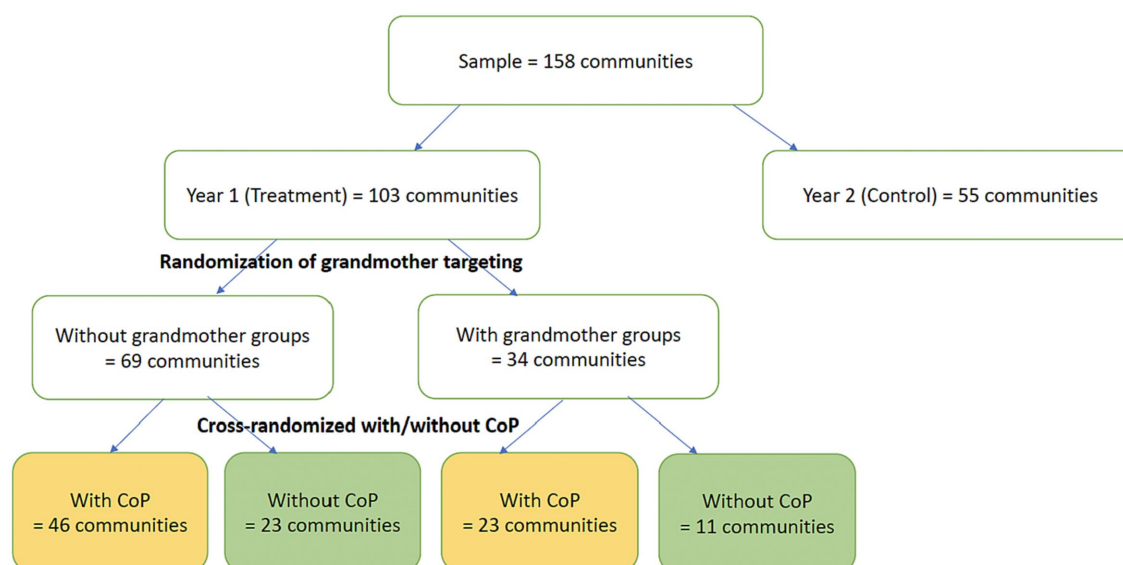 Sample = 158 communities
Year 1 (Treatment) = 103 communities
Year 2 (Control) = 55 communities
Randomization of grandmother targeting
Without grandmother groups
= 69 communities
With grandmother groups
= 34 communities
Cross-randomized with/without CoP
With CoP
= 46 communities
Without CoP
= 23 communities
With CoP
= 23 communities
Without CoP
= 11 communities